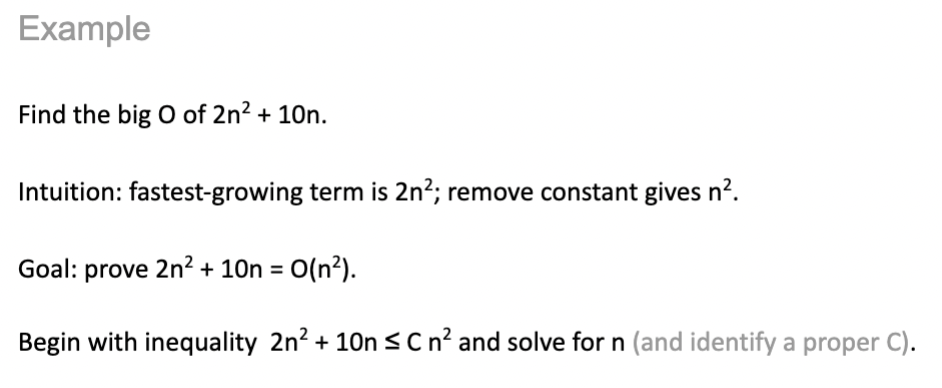 Example
Find the big O of 2n² + 10n.
Intuition: fastest-growing term is 2n²; remove constant gives n².
Goal: prove 2n² + 10n = O(n²).
Begin with inequality 2n² + 10n ≤ C n² and solve for n (and identify a proper C).